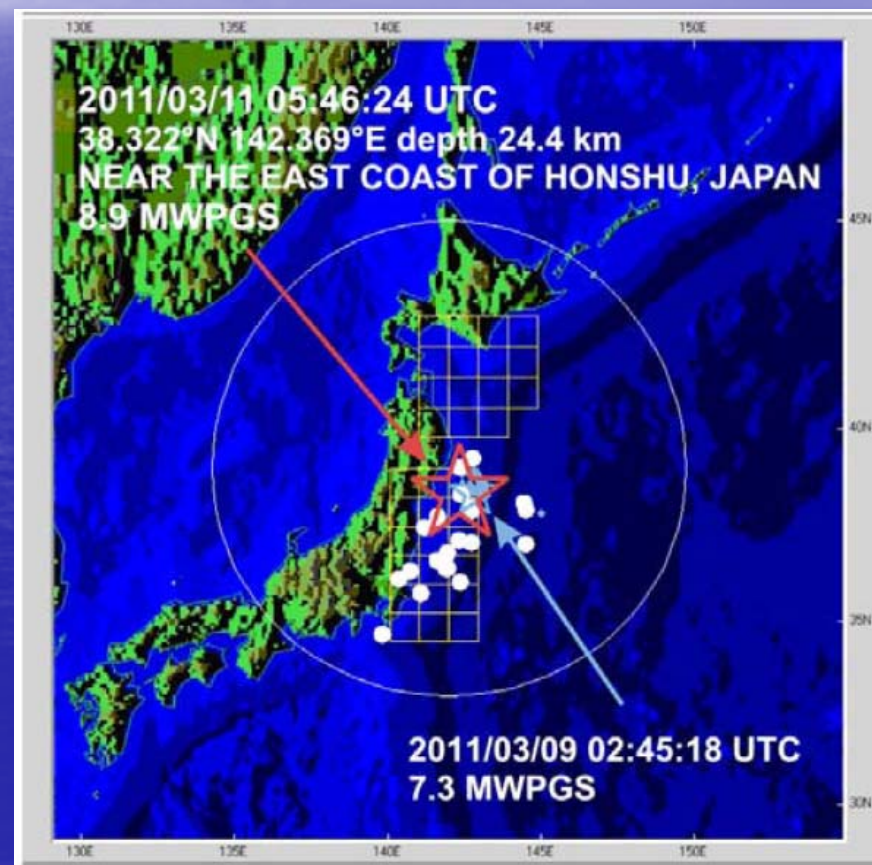 130E 135E 140E 145E 150E
2011/03/11 05:46:24 UTC
38.322°N 142.369°E depth 24.4 km
NEAR THE EAST COAST OF HONSHU, JAPAN
8.9 MWPGS
45N
40N
35N
2011/03/09 02:45:18 UTC
7.3 MWPGS
30N
130E 135E 140E 145E 150E